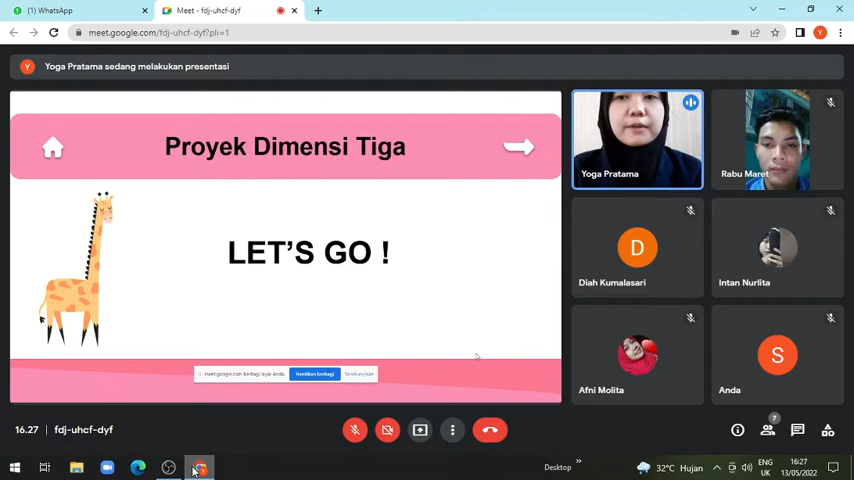 (1) WhatsApp
Meet - fdj-uhcf-dyf
meet.google.com/fdj-uhcf-dyf?pli=1
Y
Y
Yoga Pratama sedang melakukan presentasi
Proyek Dimensi Tiga
LET'S GO !
meet.google.com berbagi layar Anda.
Hentikan berbagi
Sembunyikan
Yoga Pratama
Rabu Maret
D
Diah Kumalasari
Intan Nurlita
Afni Molita
S
Anda
16.27 | fdj-uhcf-dyf
7
Desktop
»
32°C Hujan
ENG
UK
16:27
13/05/2022